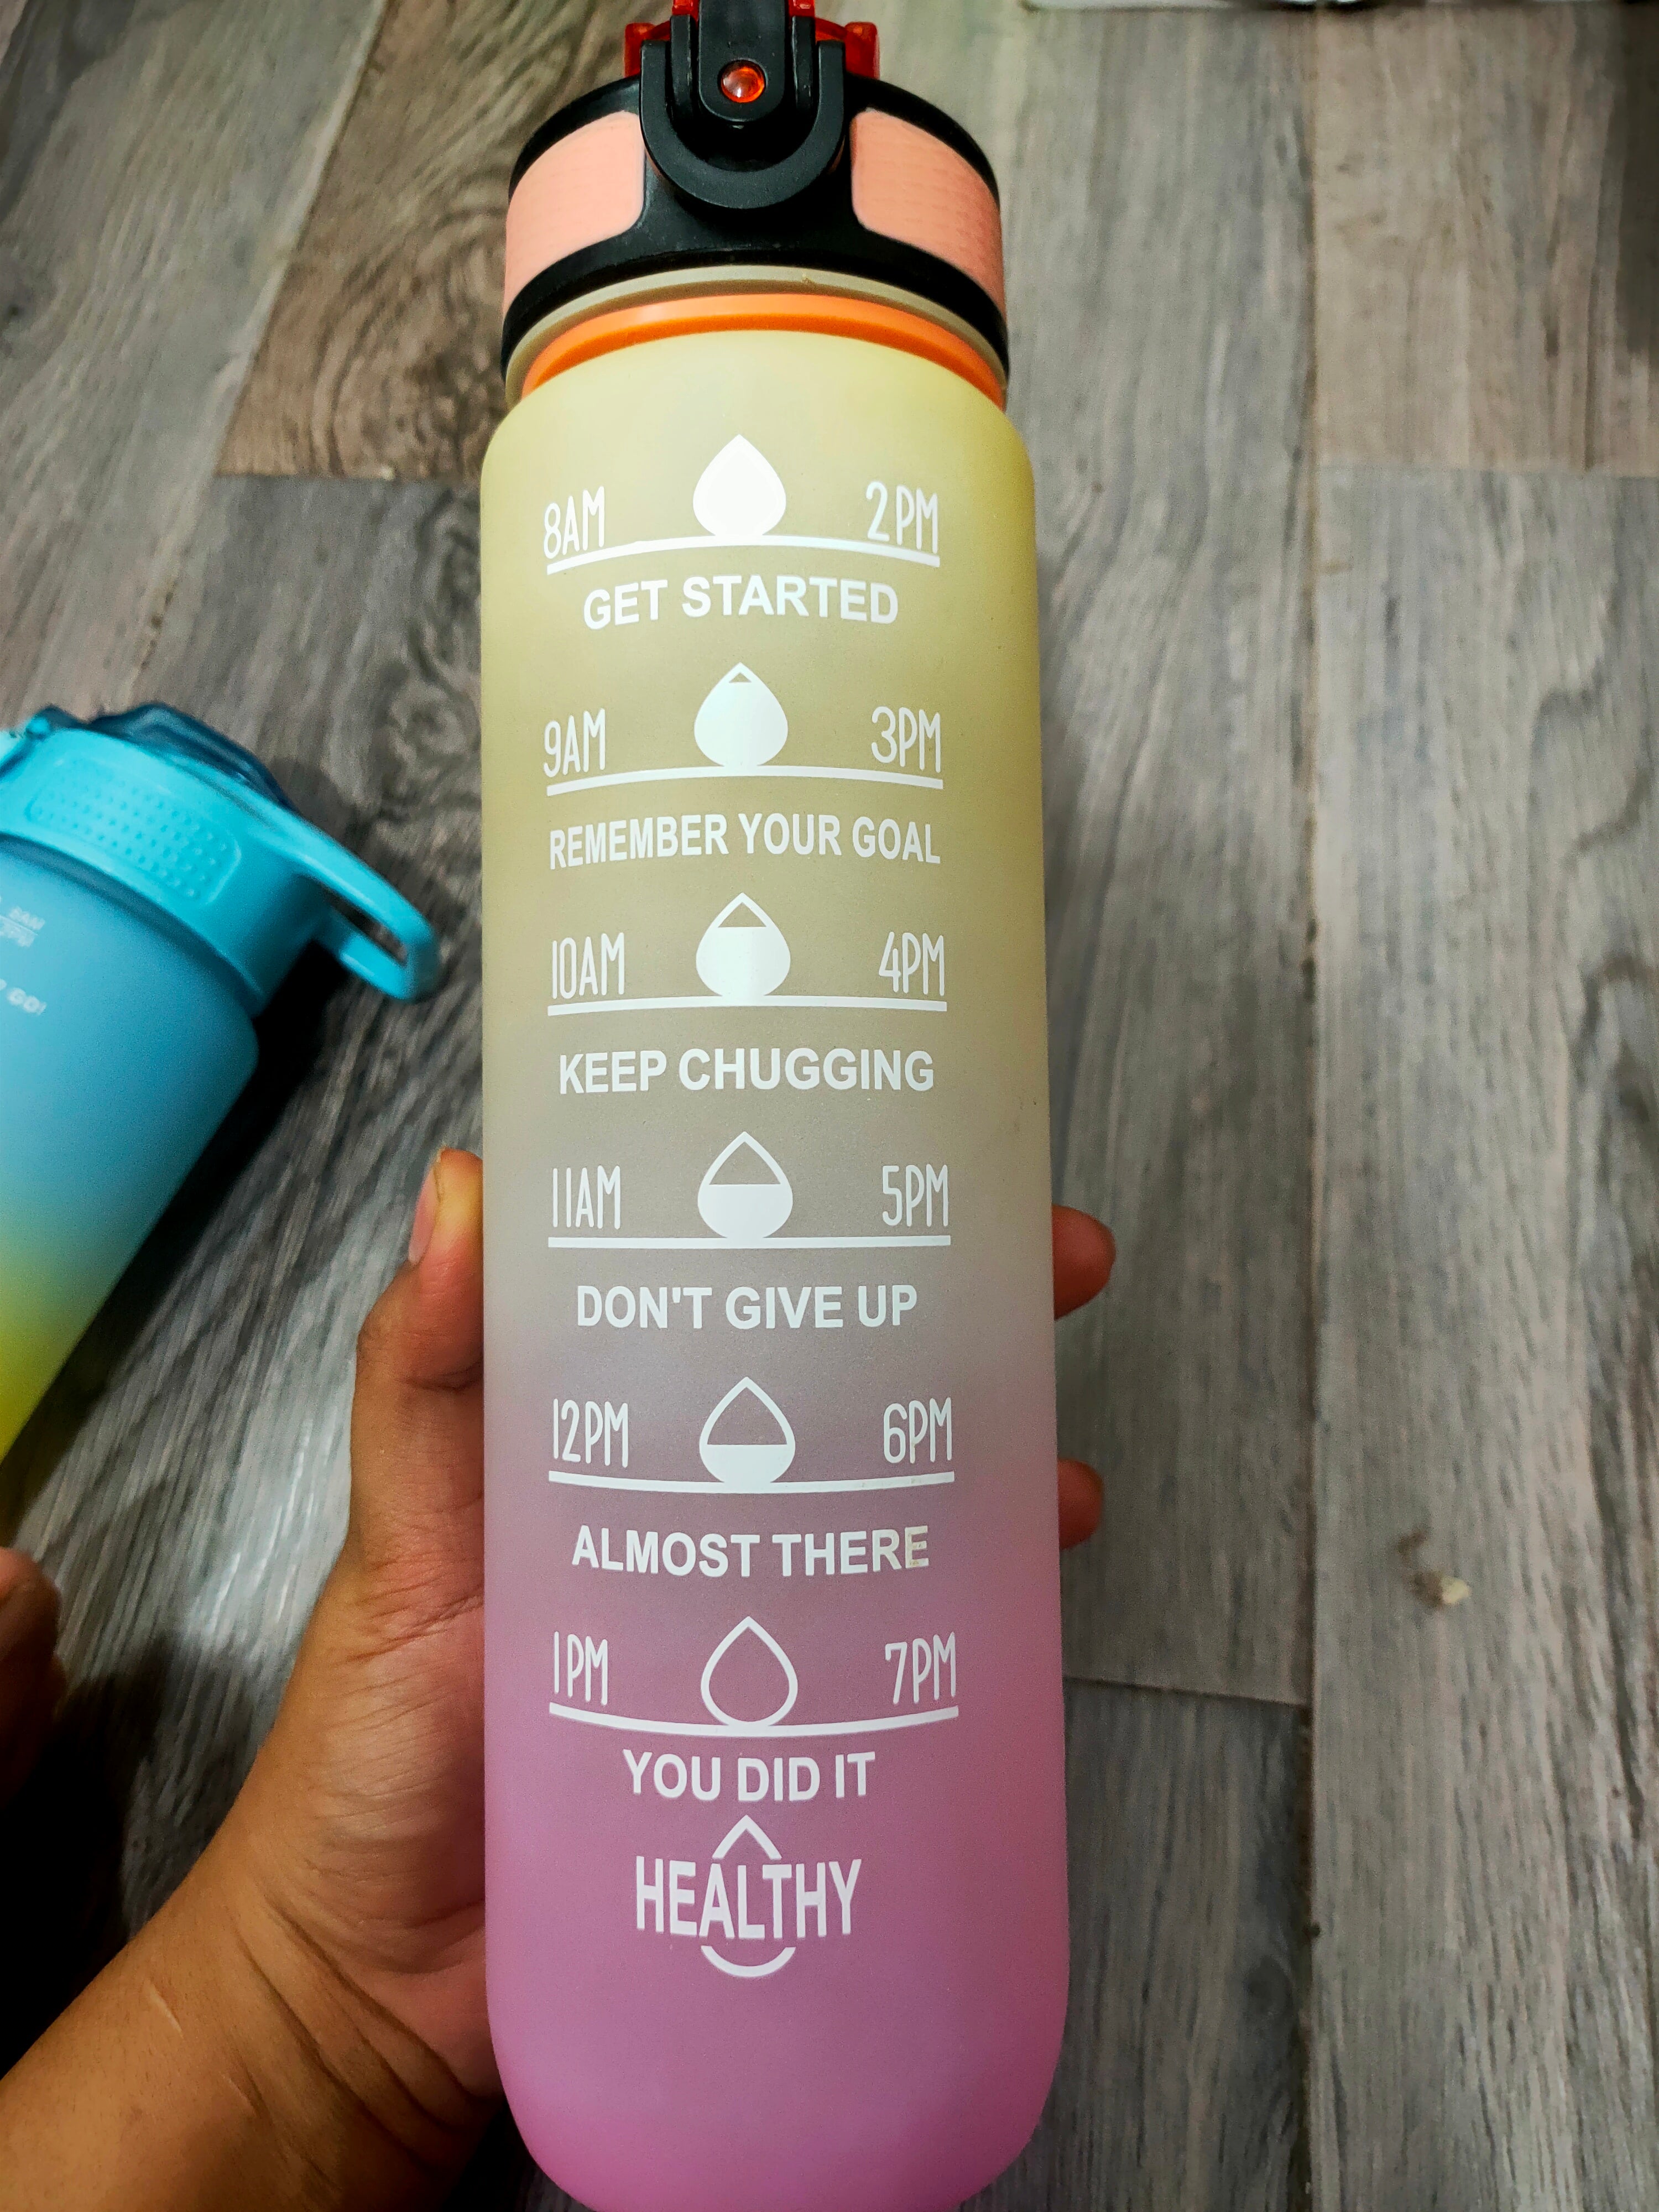 8AM 2PM
GET STARTED
9AM 3PM
REMEMBER YOUR GOAL
10AM 4PM
KEEP CHUGGING
11AM 5PM
DON'T GIVE UP
12PM 6PM
ALMOST THERE
1PM 7PM
YOU DID IT
HEALTHY
GO!